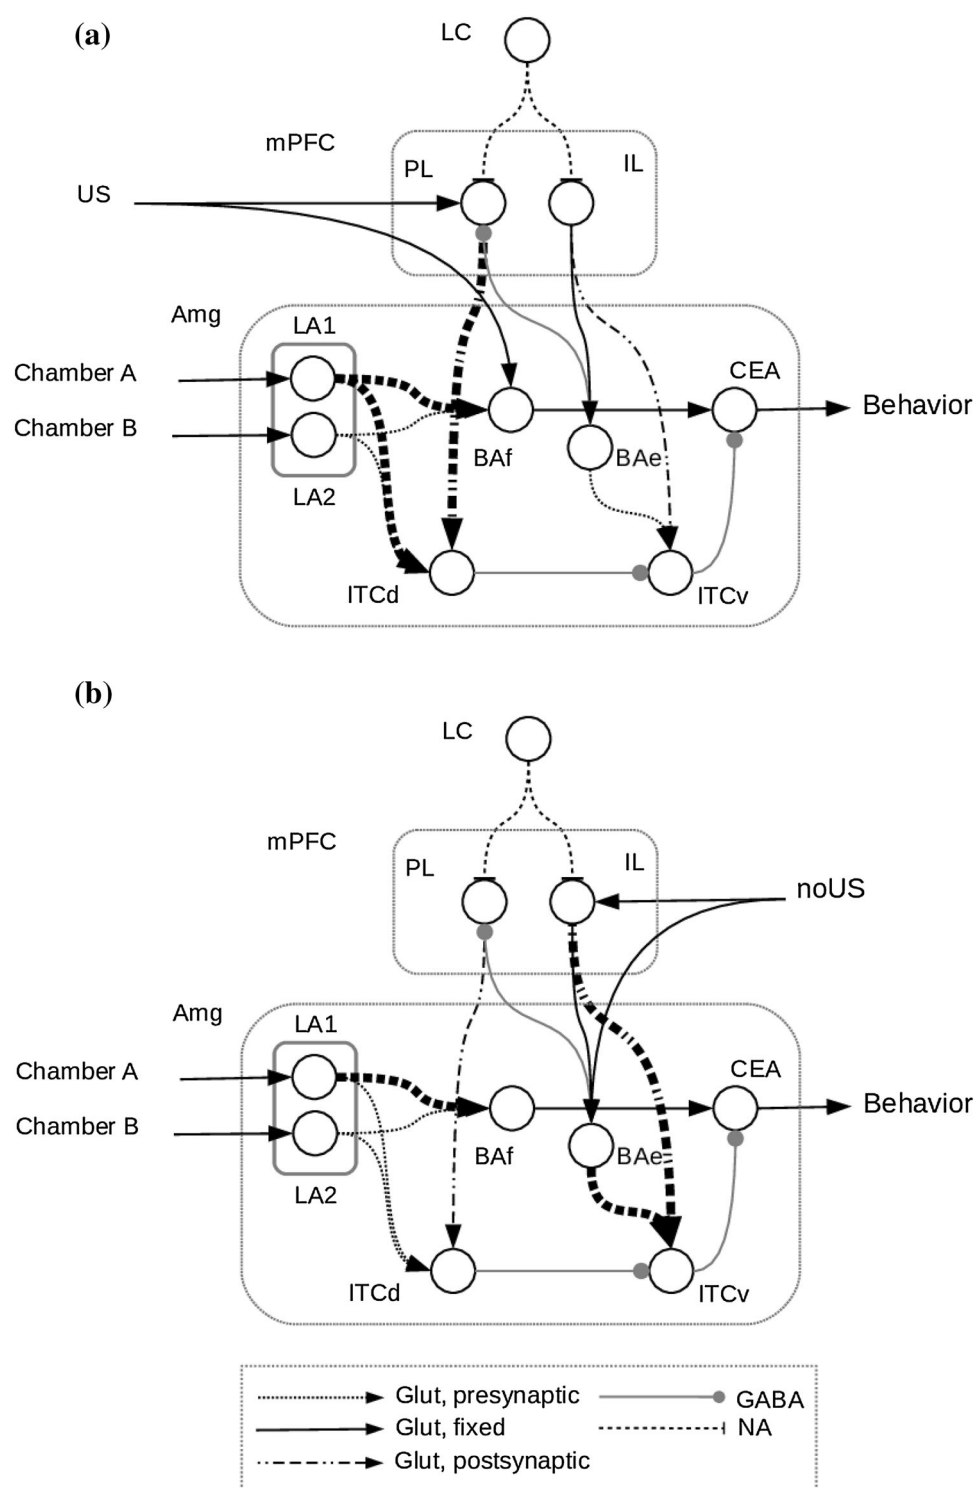 (a)
LC
mPFC
PL
IL
US
Amg
LA1
Chamber A
CEA
Behavior
Chamber B
BAf
BAe
LA2
ITCd
ITCv
(b)
LC
mPFC
PL
IL
noUS
Amg
LA1
Chamber A
CEA
Behavior
Chamber B
BAf
BAe
LA2
ITCd
ITCv
Glut, presynaptic
GABA
Glut, fixed
NA
Glut, postsynaptic